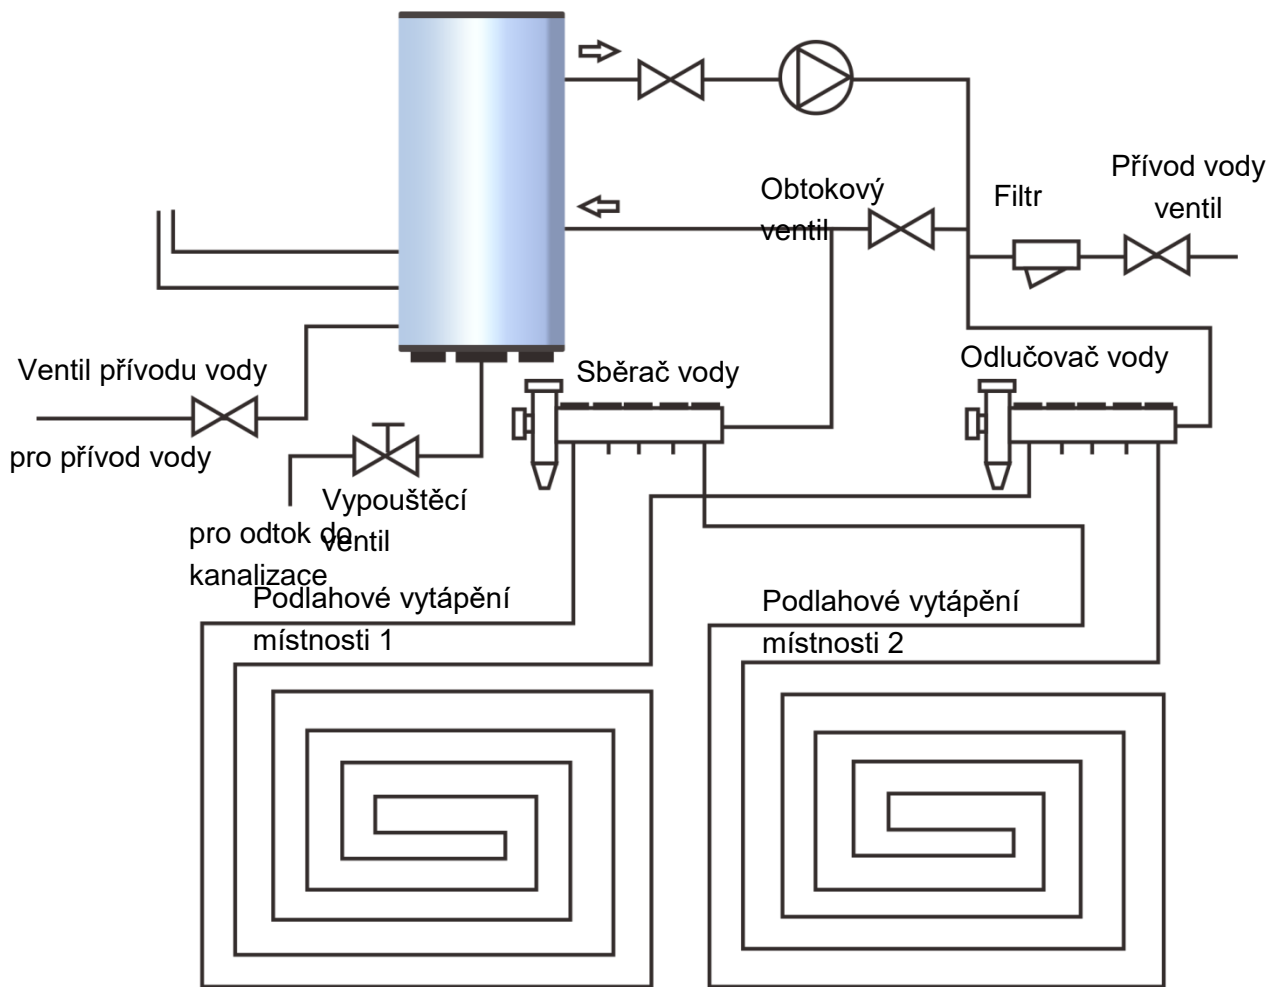 Přívod vody
ventil
Obtokový
ventil
Filtr
Ventil přívodu vody
Sběrač vody
Odlučovač vody
pro přívod vody
Vypouštěcí
ventil
pro odtok do
kanalizace
Podlahové vytápění
místnosti 1
Podlahové vytápění
místnosti 2